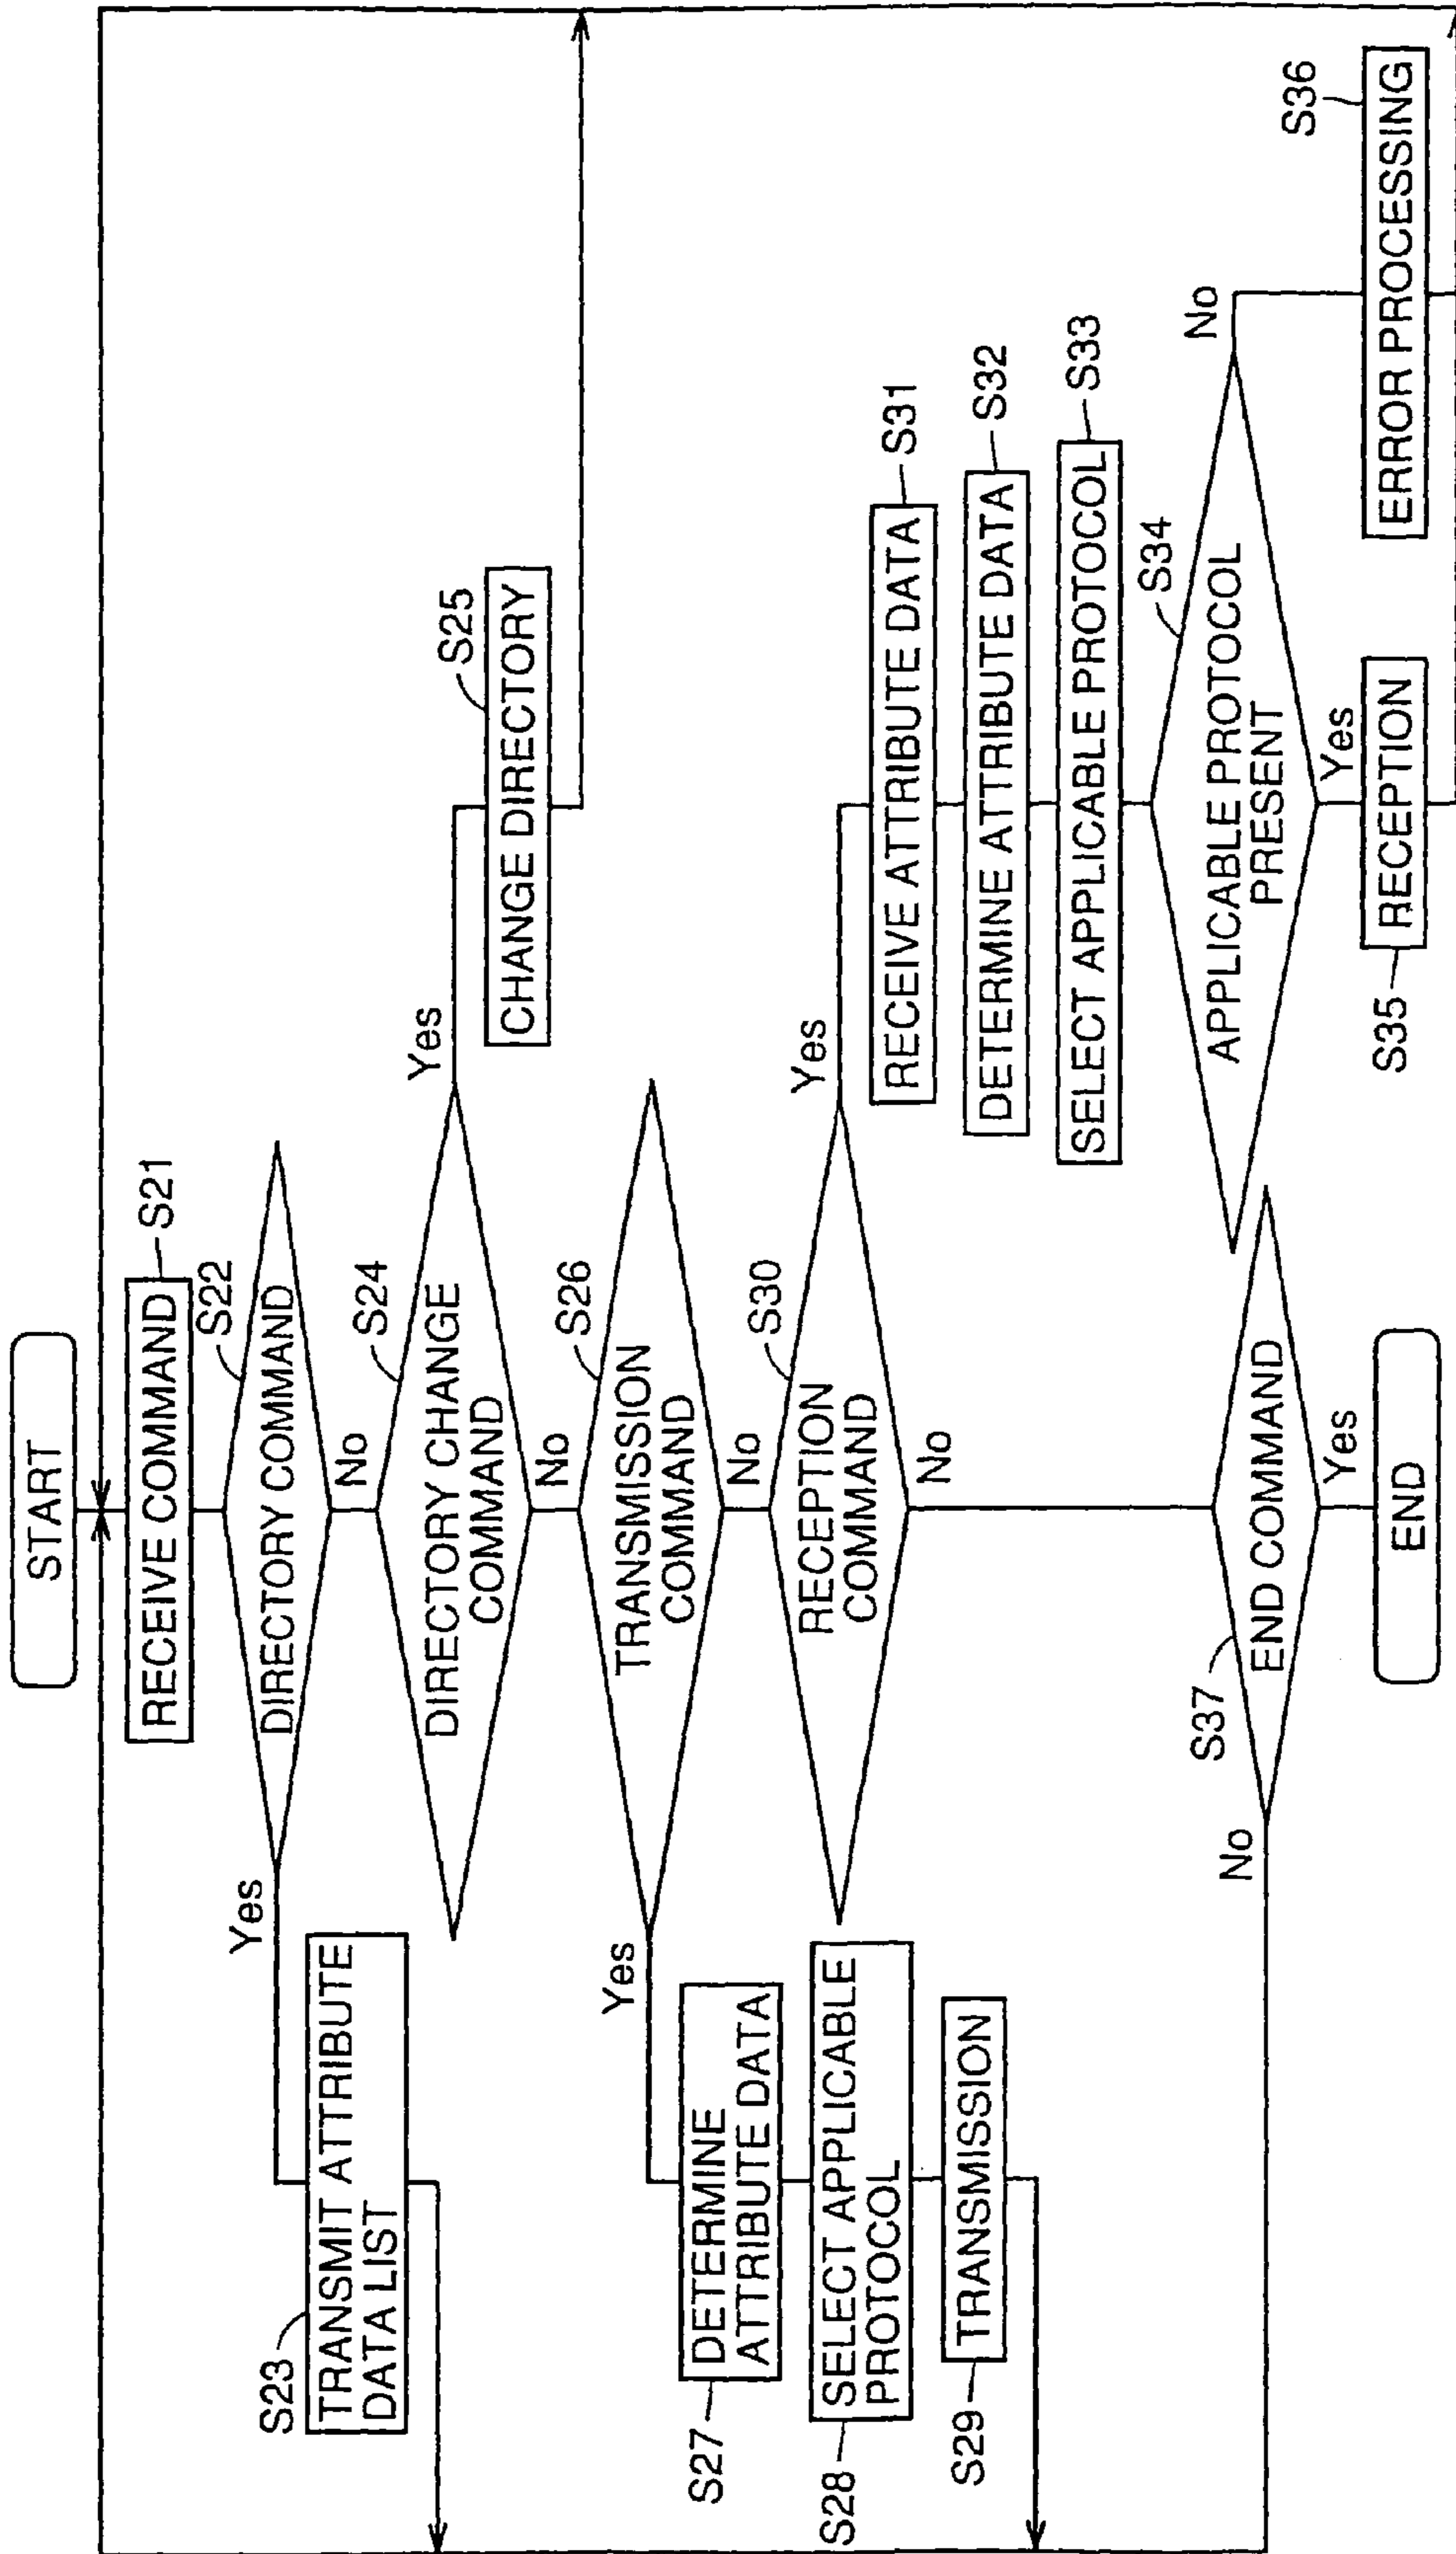 START
RECEIVE COMMAND
S21
DIRECTORY COMMAND
S22
Yes
No
TRANSMIT ATTRIBUTE
DATA LIST
S23
DIRECTORY CHANGE
COMMAND
S24
Yes
No
CHANGE DIRECTORY
S25
TRANSMISSION
COMMAND
S26
Yes
No
DETERMINE
ATTRIBUTE DATA
S27
SELECT APPLICABLE
PROTOCOL
S28
TRANSMISSION
S29
RECEPTION
COMMAND
S30
Yes
No
RECEIVE ATTRIBUTE DATA
S31
DETERMINE ATTRIBUTE DATA
S32
SELECT APPLICABLE PROTOCOL
S33
APPLICABLE PROTOCOL
PRESENT
S34
No
Yes
S35
RECEPTION
S36
ERROR PROCESSING
S37
END COMMAND
No
Yes
END